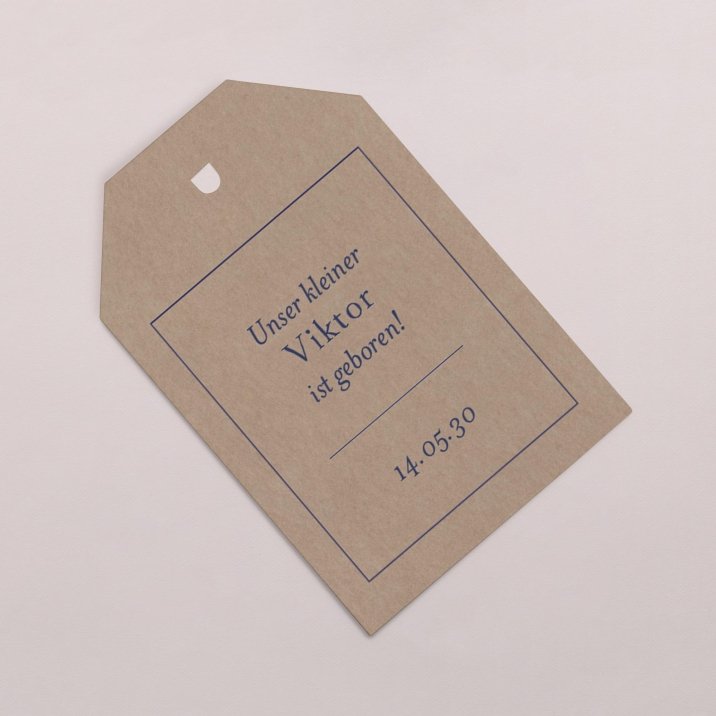 Unser kleiner
Viktor
ist geboren!
14.05.30